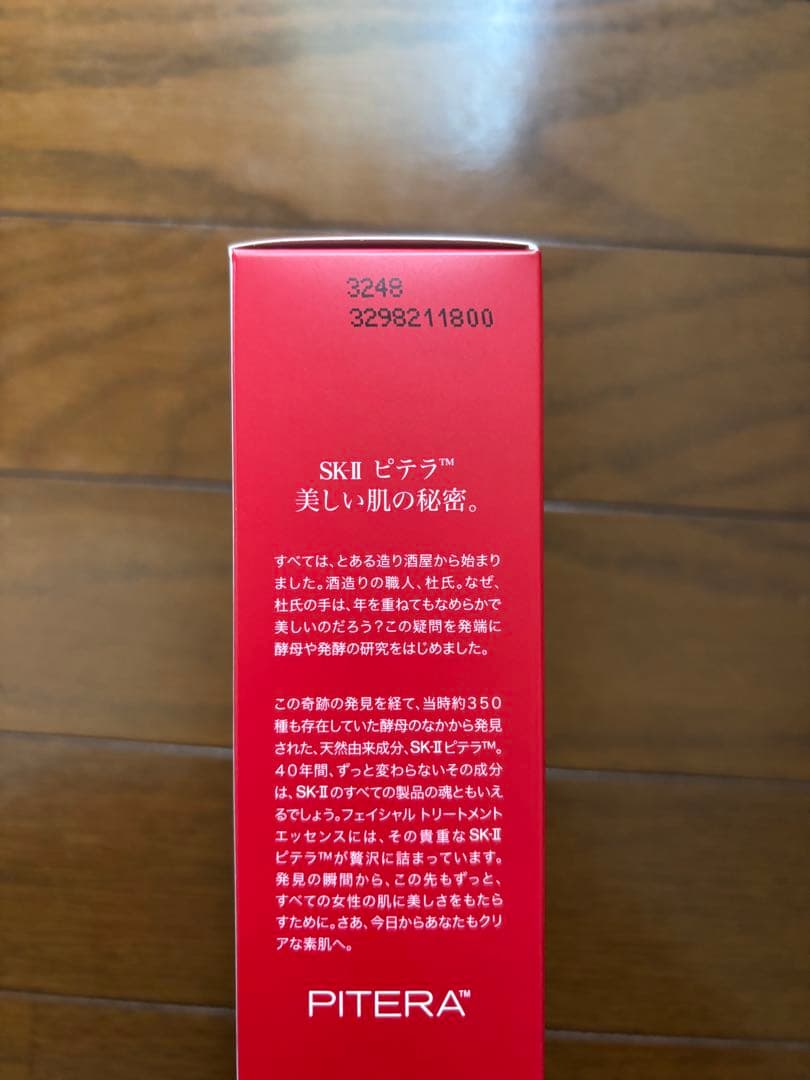 3248
3298211800
SK-II ピテラ™
美しい肌の秘密。
すべては、とある造り酒屋から始まり
ました。酒造りの職人、杜氏。なぜ、
杜氏の手は、年を重ねてもなめらかで
美しいのだろう?この疑問を発端に
酵母や発酵の研究をはじめました。
この奇跡の発見を経て、当時約350
種も存在していた酵母のなかから発見
された、天然由来成分、SK-IIピテラ™。
40年間、ずっと変わらないその成分
は、SK-IIのすべての製品の魂ともいえ
るでしょう。フェイシャル トリートメント
エッセンスには、その貴重なSK-II
ピテラ™が贅沢に詰まっています。
発見の瞬間から、この先もずっと、
すべての女性の肌に美しさをもたら
すために。さあ、今日からあなたもクリ
アな素肌へ。
PITERA™